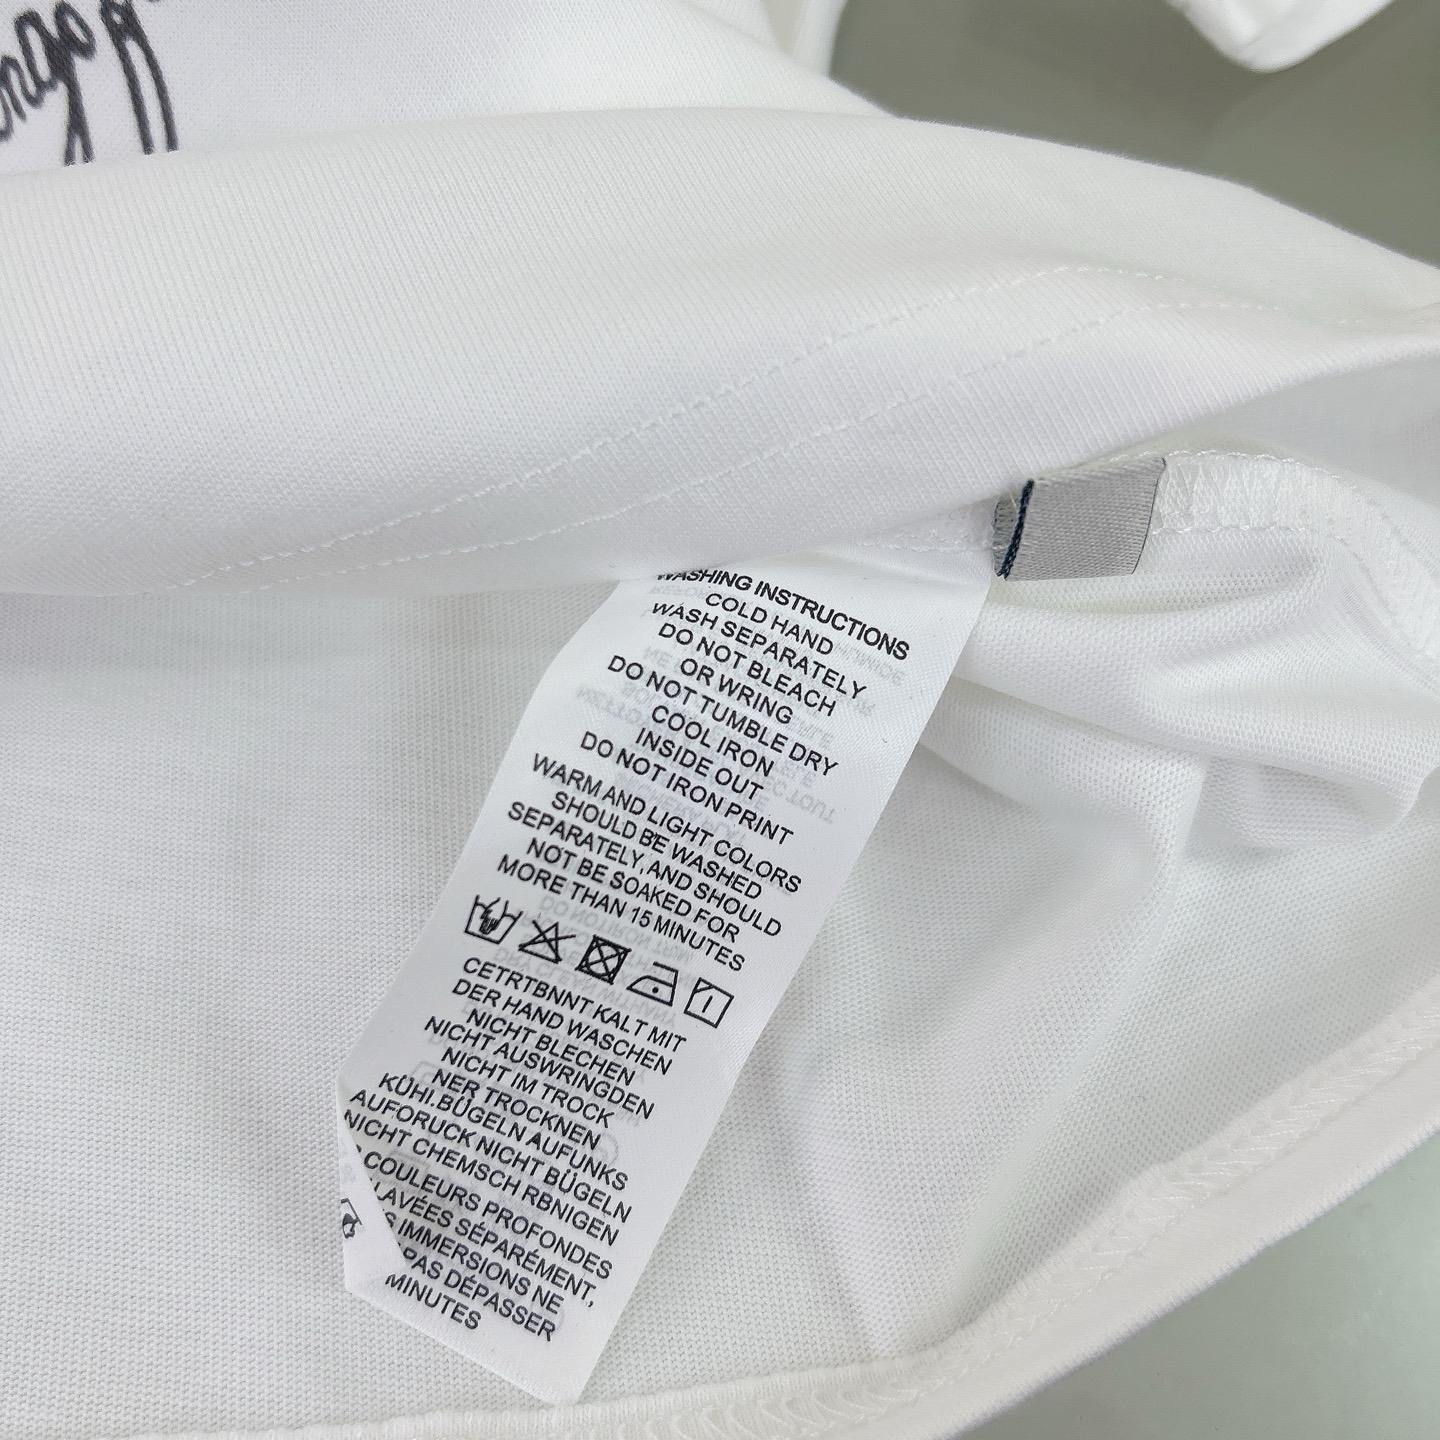 WASHING INSTRUCTIONS
COLD HAND
WASH SEPARATELY
DO NOT BLEACH
OR WRING
DO NOT TUMBLE DRY
COOL IRON
INSIDE OUT
DO NOT IRON PRINT
WARM AND LIGHT COLORS
SHOULD BE WASHED
SEPARATELY, AND SHOULD
NOT BE SOAKED FOR
MORE THAN 15 MINUTES
CETRTBNNT KALT MIT
DER HAND WASCHEN
NICHT BLECHEN
NICHT AUSWRINGDEN
NICHT IM TROCK
NER TROCKNEN
KÜHI.BÜGELN AUFUNKS
AUFORUCK NICHT BÜGELN
NICHT CHEMSCH RBNIGEN
COULEURS PROFONDES
LAVÉES SÉPARÉMENT,
IMMERSIONS NE
PAS DÉPASSER
MINUTES